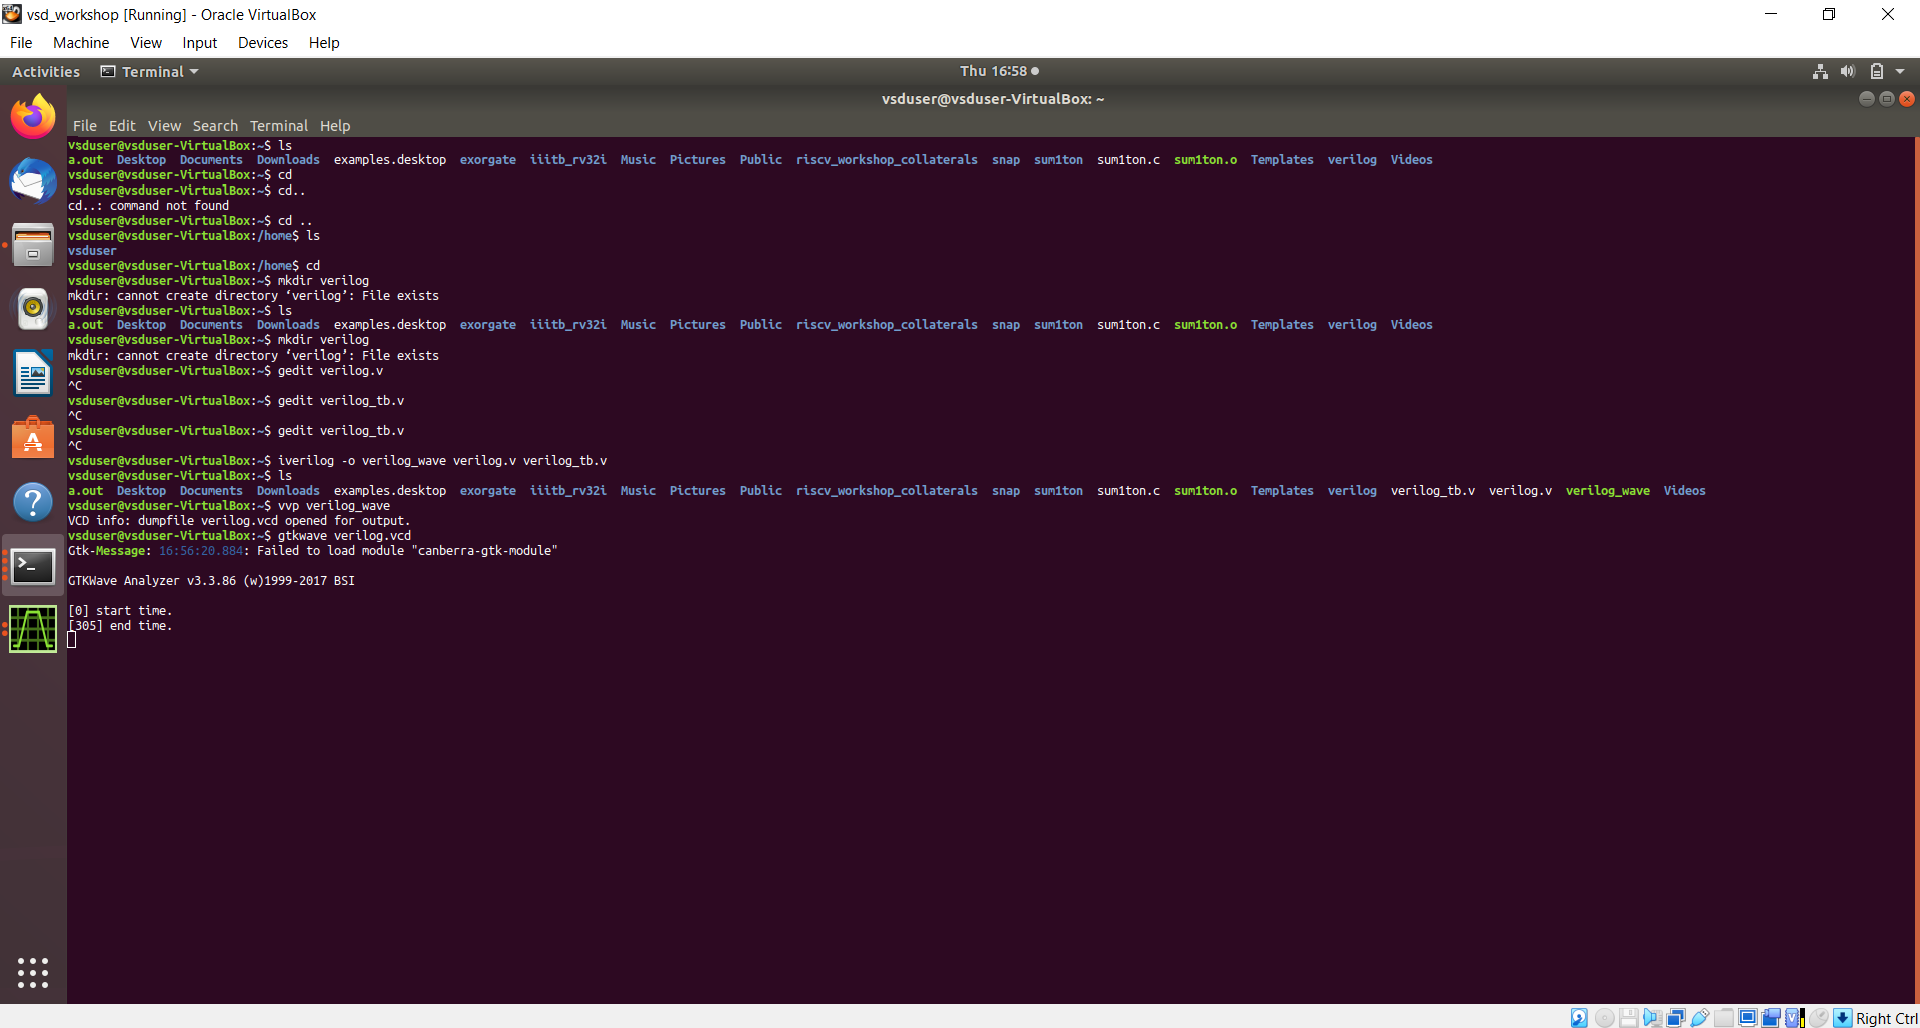 vsd_workshop [Running] - Oracle VirtualBox
File Machine View Input Devices Help
Activities Terminal Thu 16:58
vsduser@vsduser-VirtualBox: ~
File Edit View Search Terminal Help
vsduser@vsduser-VirtualBox:~$ ls
a.out Desktop Documents Downloads examples.desktop exorgate iiitb_rv32i Music Pictures Public riscv_workshop_collaterals snap sum1ton sum1ton.c sum1ton.o Templates verilog Videos
vsduser@vsduser-VirtualBox:~$ cd
vsduser@vsduser-VirtualBox:~$ cd..
cd..: command not found
vsduser@vsduser-VirtualBox:~$ cd ..
vsduser@vsduser-VirtualBox:/home$ ls
vsduser
vsduser@vsduser-VirtualBox:/home$ cd
vsduser@vsduser-VirtualBox:~$ mkdir verilog
mkdir: cannot create directory ‘verilog’: File exists
vsduser@vsduser-VirtualBox:~$ ls
a.out Desktop Documents Downloads examples.desktop exorgate iiitb_rv32i Music Pictures Public riscv_workshop_collaterals snap sum1ton sum1ton.c sum1ton.o Templates verilog Videos
vsduser@vsduser-VirtualBox:~$ mkdir verilog
mkdir: cannot create directory ‘verilog’: File exists
vsduser@vsduser-VirtualBox:~$ gedit verilog.v
^C
vsduser@vsduser-VirtualBox:~$ gedit verilog_tb.v
^C
vsduser@vsduser-VirtualBox:~$ gedit verilog_tb.v
^C
vsduser@vsduser-VirtualBox:~$ iverilog -o verilog_wave verilog.v verilog_tb.v
vsduser@vsduser-VirtualBox:~$ ls
a.out Desktop Documents Downloads examples.desktop exorgate iiitb_rv32i Music Pictures Public riscv_workshop_collaterals snap sum1ton sum1ton.c sum1ton.o Templates verilog verilog_tb.v verilog.v verilog_wave Videos
vsduser@vsduser-VirtualBox:~$ vvp verilog_wave
VCD info: dumpfile verilog.vcd opened for output.
vsduser@vsduser-VirtualBox:~$ gtkwave verilog.vcd
Gtk-Message: 16:56:20.884: Failed to load module "canberra-gtk-module"
GTKWave Analyzer v3.3.86 (w)1999-2017 BSI
[0] start time.
[305] end time.
Right Ctrl